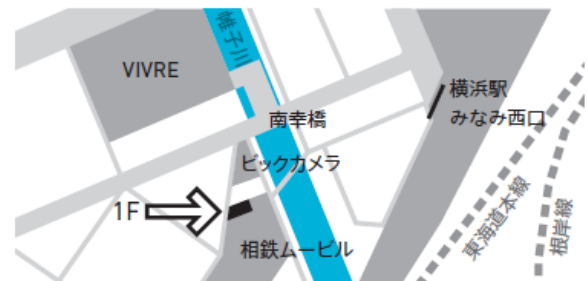 帷子川
VIVRE
横浜駅
みなみ西口
南幸橋
ビックカメラ
1F
相鉄ムービル
東海道本線
根岸線